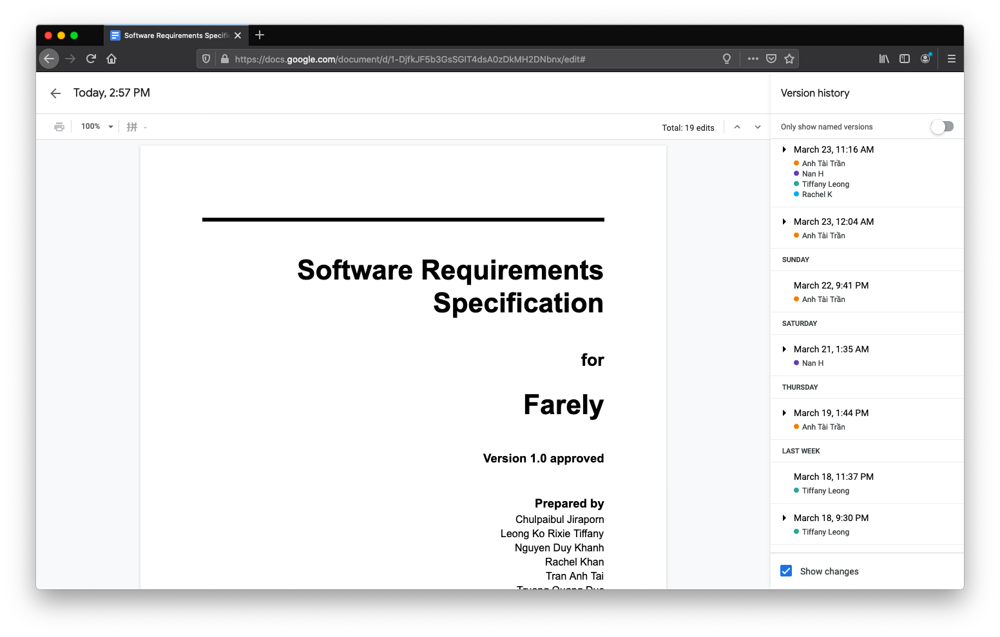 Software Requirements Specifi
https://docs.google.com/document/d/1-DjfkJF5b3GsSGIT4dsA0zDkMH2DNbnx/edit#
Today, 2:57 PM
100%
拼
Total: 19 edits
Software Requirements
Specification
for
Farely
Version 1.0 approved
Prepared by
Chulpaibul Jiraporn
Leong Ko Rixie Tiffany
Nguyen Duy Khanh
Rachel Khan
Tran Anh Tai
Truong Quang Duc
Version history
Only show named versions
March 23, 11:16 AM
Anh Tài Trần
Nan H
Tiffany Leong
Rachel K
March 23, 12:04 AM
Anh Tài Trần
SUNDAY
March 22, 9:41 PM
Anh Tài Trần
SATURDAY
March 21, 1:35 AM
Nan H
THURSDAY
March 19, 1:44 PM
Anh Tài Trần
LAST WEEK
March 18, 11:37 PM
Tiffany Leong
March 18, 9:30 PM
Tiffany Leong
Show changes